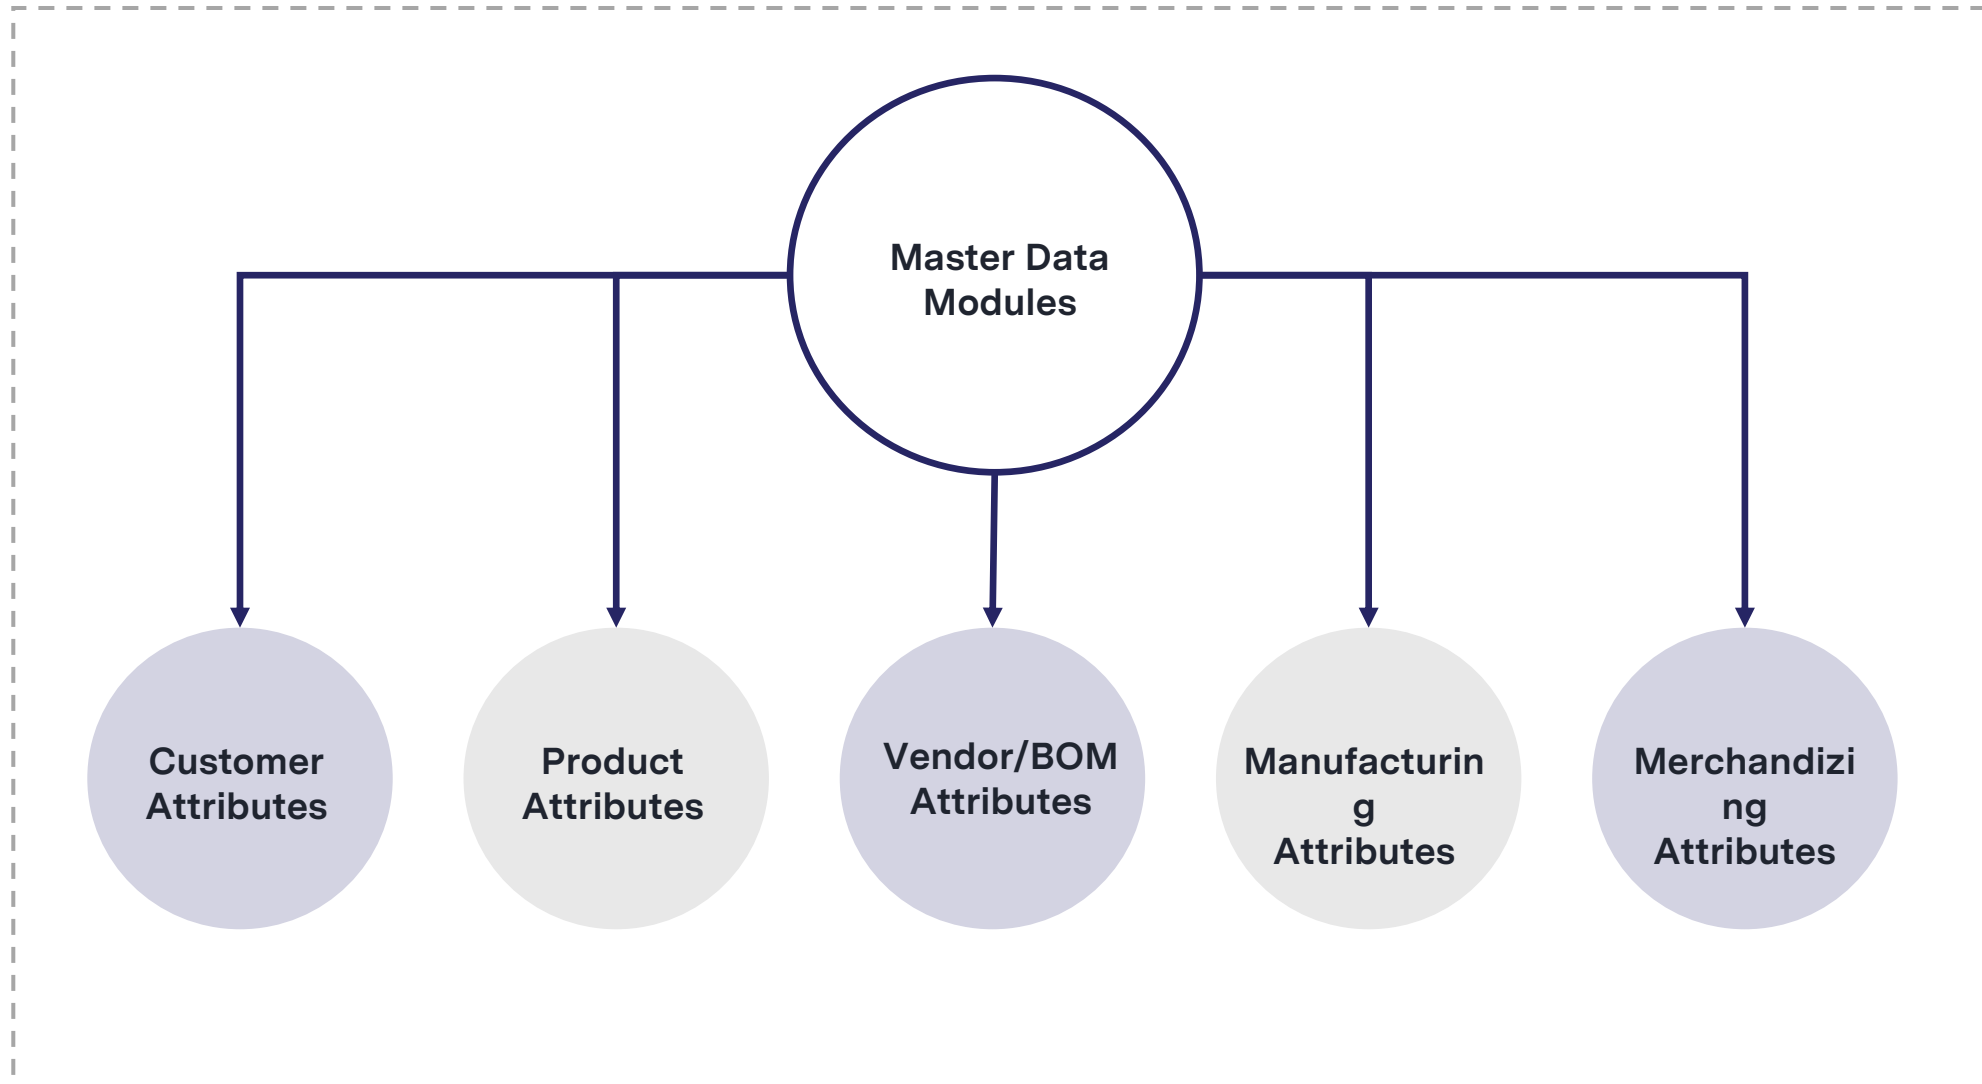 Master Data
Modules
Customer
Attributes
Product
Attributes
Vendor/BOM
Attributes
Manufacturin
g
Attributes
Merchandizi
ng
Attributes